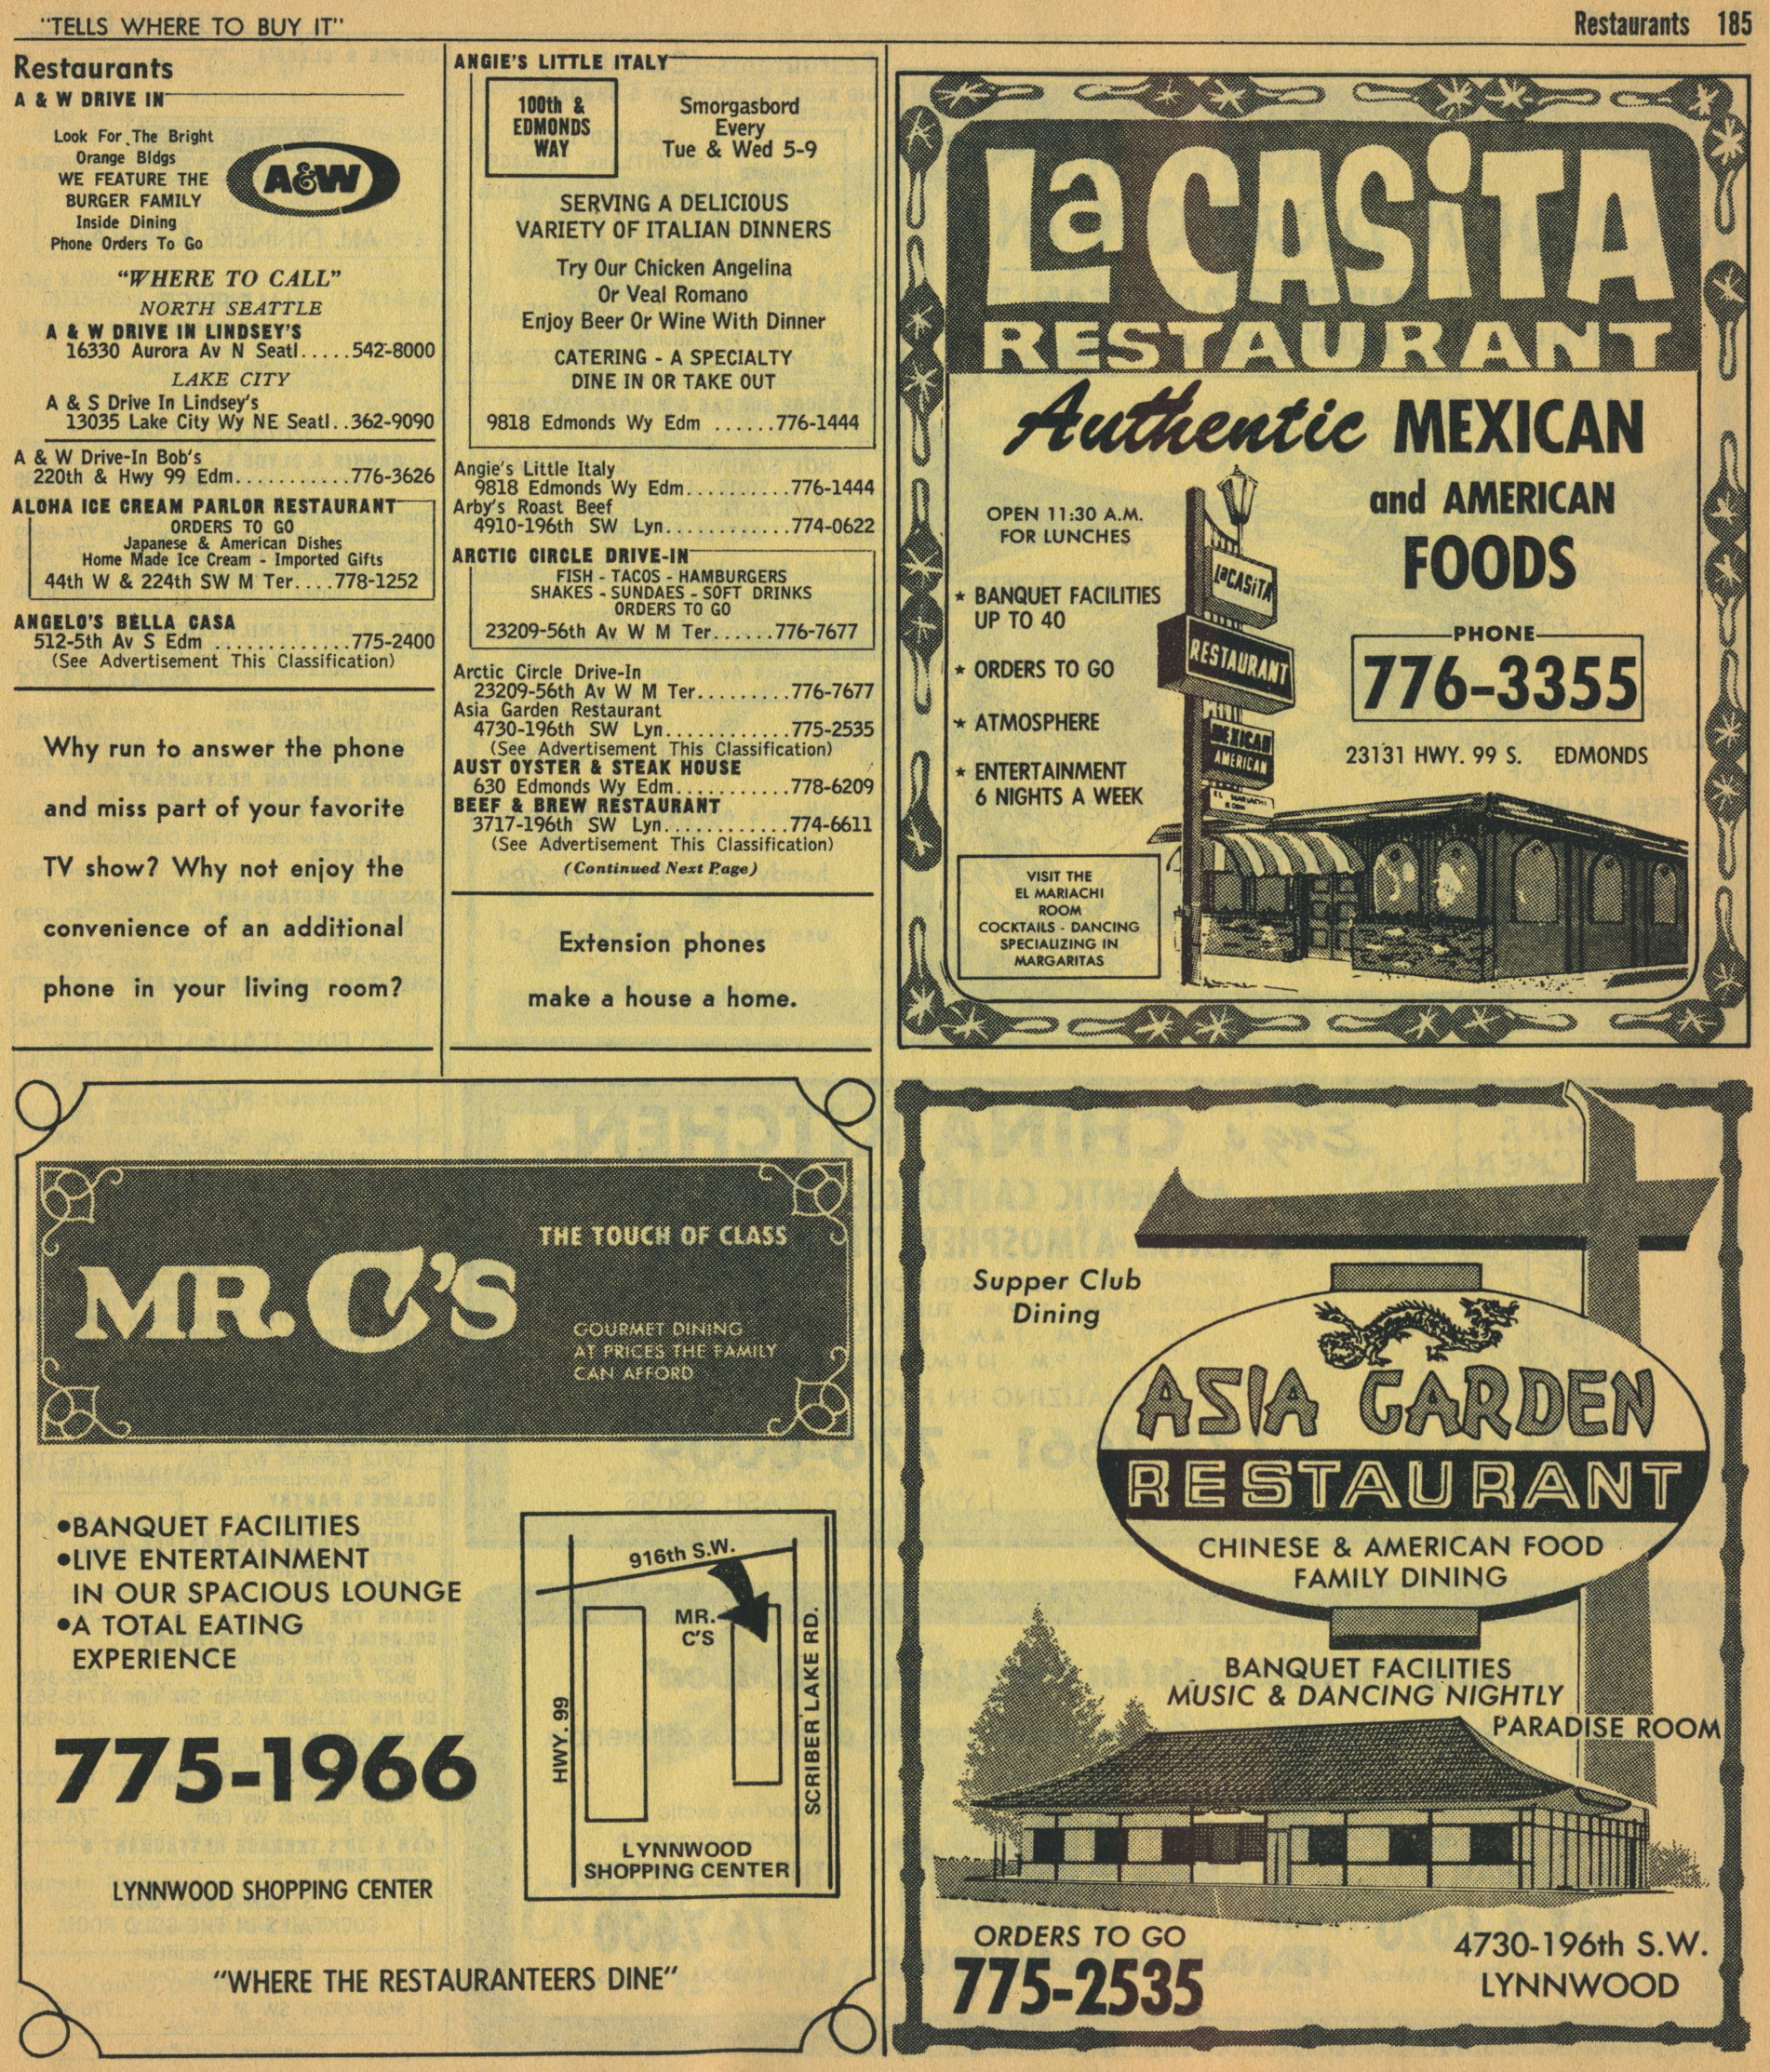 "TELLS WHERE TO BUY IT"
Restaurants 185
Restaurants
A & W DRIVE IN
Look For The Bright
Orange Bldgs
WE FEATURE THE
BURGER FAMILY
Inside Dining
Phone Orders To Go
A&W
"WHERE TO CALL"
NORTH SEATTLE
A & W DRIVE IN LINDSEY'S
16330 Aurora Av N Seatl.....542-8000
LAKE CITY
A & S Drive In Lindsey's
13035 Lake City Wy NE Seatl..362-9090
A & W Drive-In Bob's
220th & Hwy 99 Edm...........776-3626
ALOHA ICE CREAM PARLOR RESTAURANT
ORDERS TO GO
Japanese & American Dishes
Home Made Ice Cream - Imported Gifts
44th W & 224th SW M Ter....778-1252
ANGELO'S BELLA CASA
512-5th Av S Edm .............775-2400
(See Advertisement This Classification)
Why run to answer the phone
and miss part of your favorite
TV show? Why not enjoy the
convenience of an additional
phone in your living room?
ANGIE'S LITTLE ITALY
100th &
EDMONDS
WAY
Smorgasbord
Every
Tue & Wed 5-9
SERVING A DELICIOUS
VARIETY OF ITALIAN DINNERS
Try Our Chicken Angelina
Or Veal Romano
Enjoy Beer Or Wine With Dinner
CATERING - A SPECIALTY
DINE IN OR TAKE OUT
9818 Edmonds Wy Edm ......776-1444
Angie's Little Italy
9818 Edmonds Wy Edm..........776-1444
Arby's Roast Beef
4910-196th SW Lyn............774-0622
ARCTIC CIRCLE DRIVE-IN
FISH - TACOS - HAMBURGERS
SHAKES - SUNDAES - SOFT DRINKS
ORDERS TO GO
23209-56th Av W M Ter......776-7677
Arctic Circle Drive-In
23209-56th Av W M Ter.........776-7677
Asia Garden Restaurant
4730-196th SW Lyn............775-2535
(See Advertisement This Classification)
AUST OYSTER & STEAK HOUSE
630 Edmonds Wy Edm...........778-6209
BEEF & BREW RESTAURANT
3717-196th SW Lyn............774-6611
(See Advertisement This Classification)
(Continued Next Page)
Extension phones
make a house a home.
La CASiTA
RESTAURANT
Authentic MEXICAN
and AMERICAN
FOODS
OPEN 11:30 A.M.
FOR LUNCHES
★ BANQUET FACILITIES
UP TO 40
★ ORDERS TO GO
★ ATMOSPHERE
★ ENTERTAINMENT
6 NIGHTS A WEEK
LaCASiTA
RESTAURANT
MEXICAN
AMERICAN
EL MARIACHI
PHONE
776-3355
23131 HWY. 99 S. EDMONDS
VISIT THE
EL MARIACHI
ROOM
COCKTAILS - DANCING
SPECIALIZING IN
MARGARITAS
MR. C'S
THE TOUCH OF CLASS
GOURMET DINING
AT PRICES THE FAMILY
CAN AFFORD
•BANQUET FACILITIES
•LIVE ENTERTAINMENT
IN OUR SPACIOUS LOUNGE
•A TOTAL EATING
EXPERIENCE
775-1966
LYNNWOOD SHOPPING CENTER
916th S.W.
MR.
C'S
HWY. 99
SCRIBER LAKE RD.
LYNNWOOD
SHOPPING CENTER
"WHERE THE RESTAURANTEERS DINE"
Supper Club
Dining
ASIA GARDEN
RESTAURANT
CHINESE & AMERICAN FOOD
FAMILY DINING
BANQUET FACILITIES
MUSIC & DANCING NIGHTLY
PARADISE ROOM
ORDERS TO GO
775-2535
4730-196th S.W.
LYNNWOOD